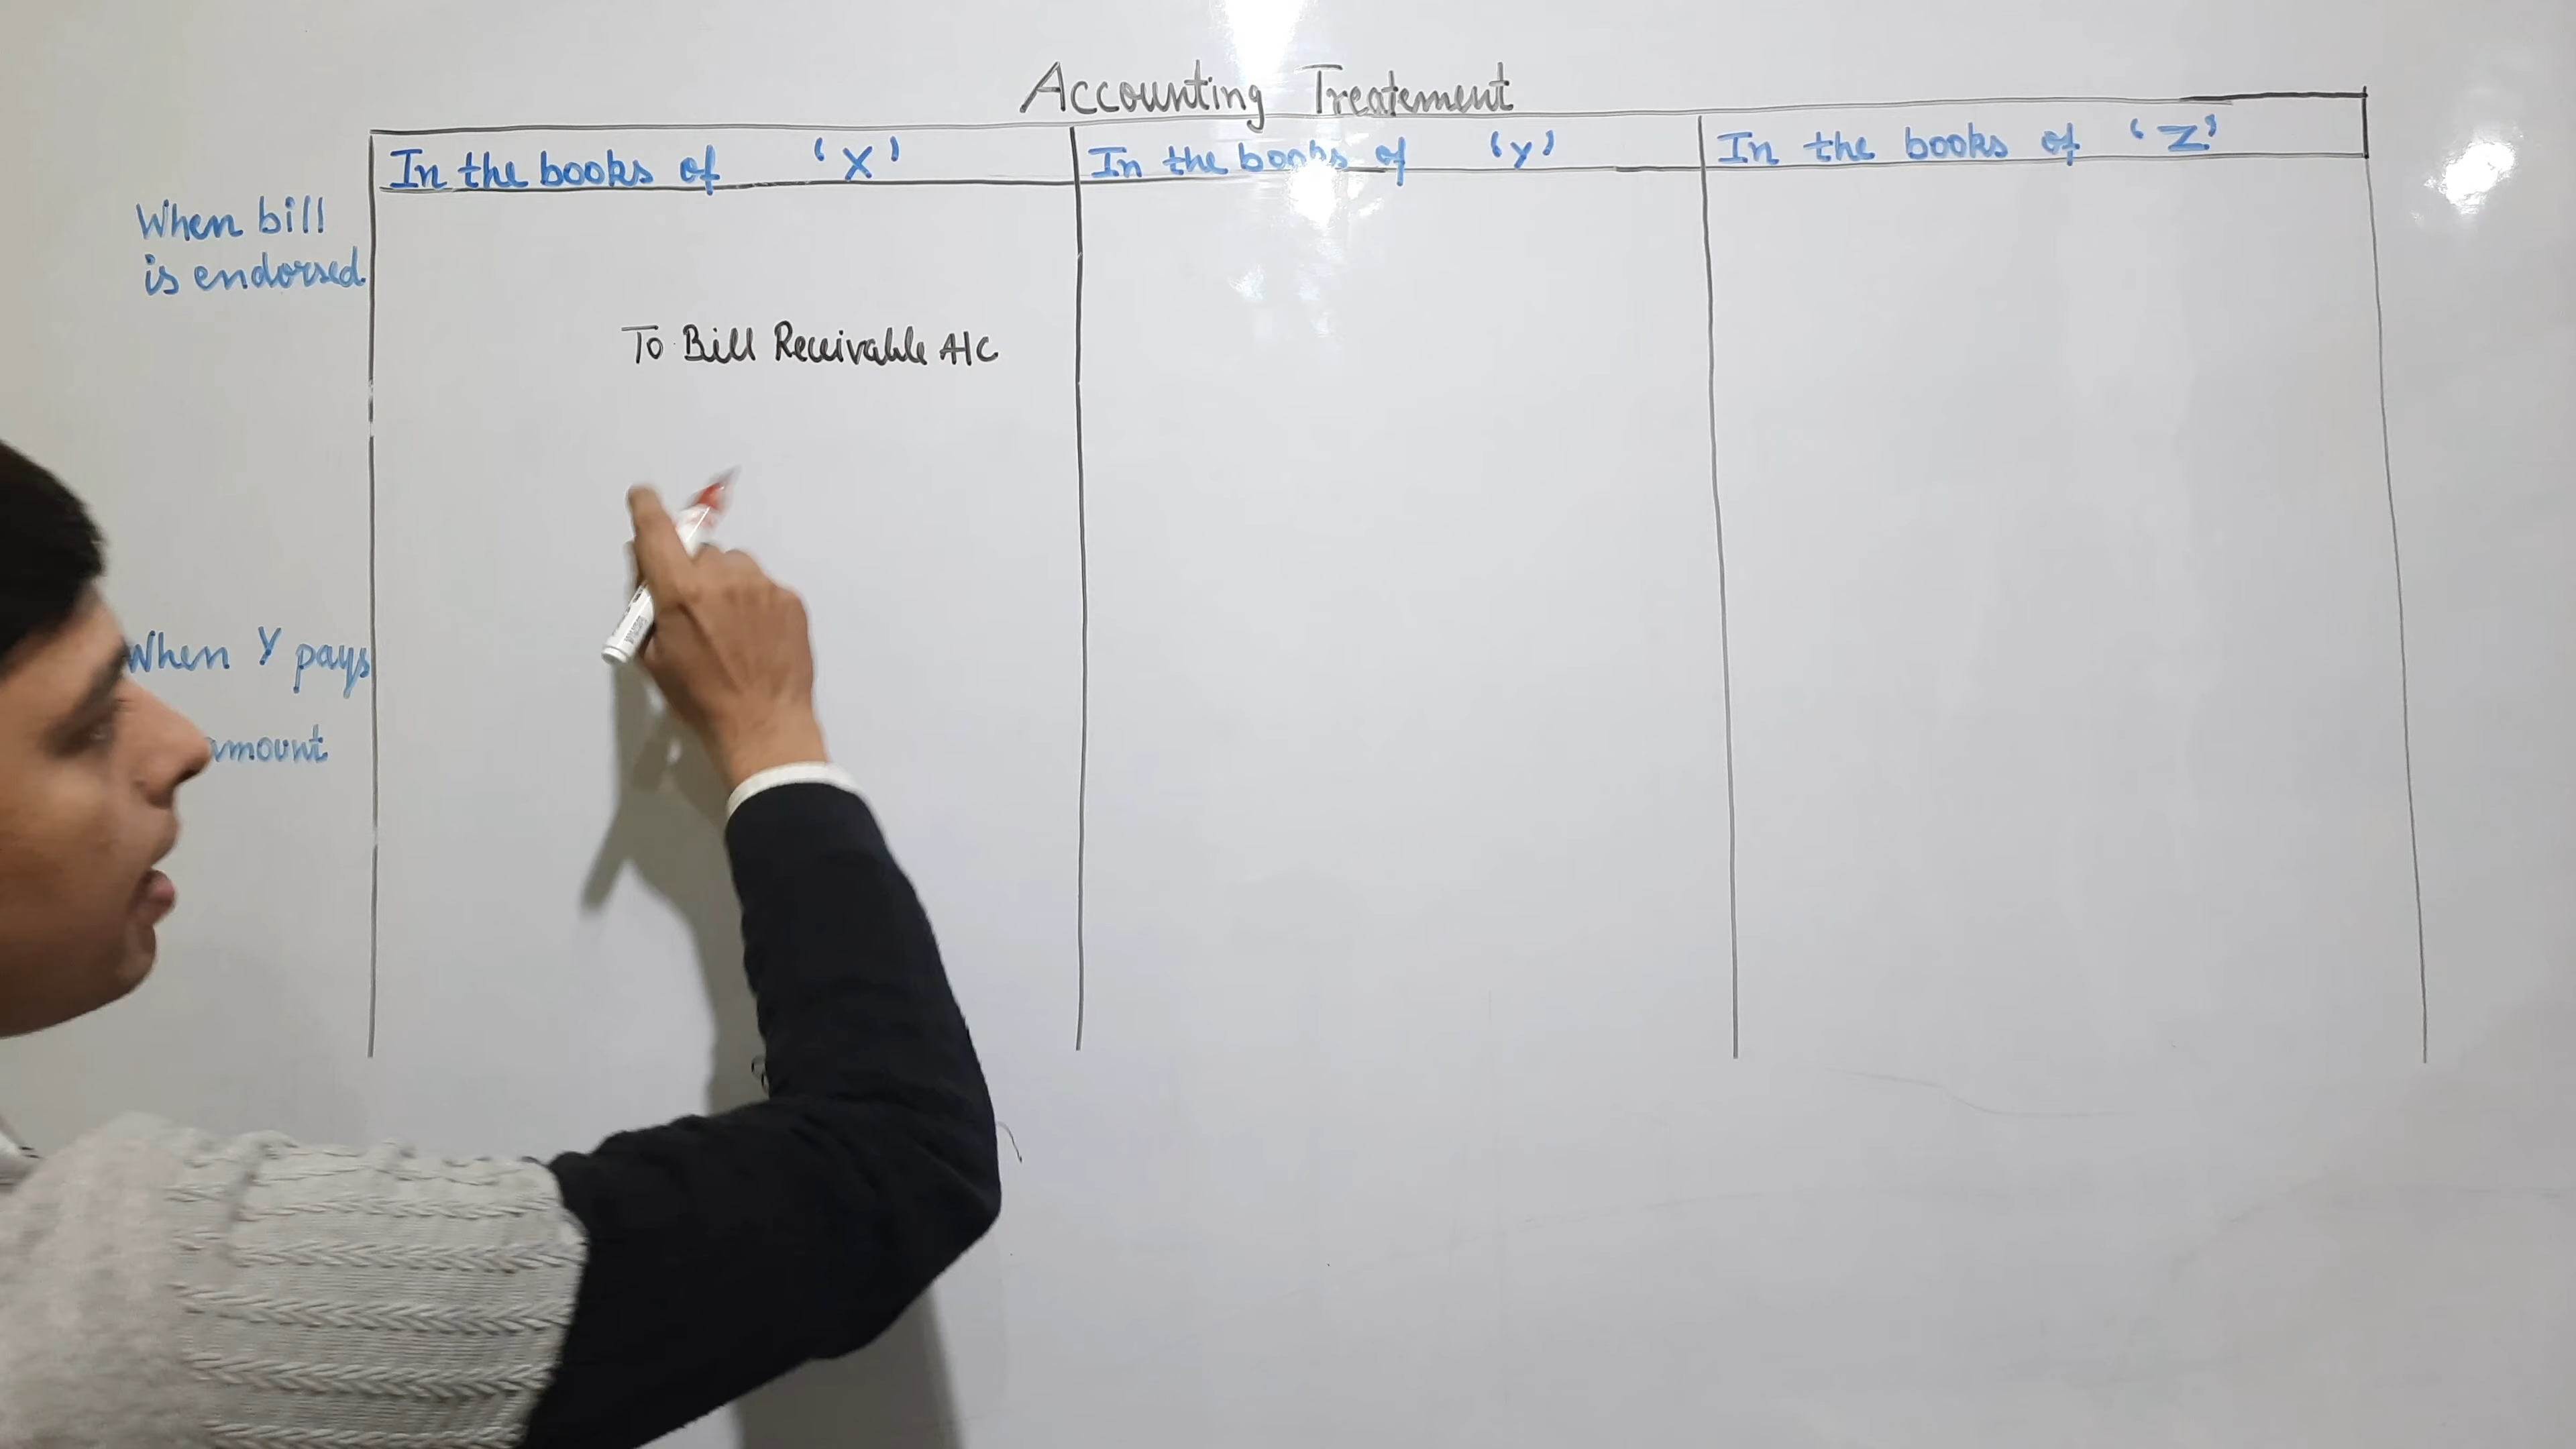 Accounting Treatement
In the books of 'X'
In the books of 'Y'
In the books of 'Z'
When bill
is endorsed
To Bill Receivable A/C
When Y pays
amount